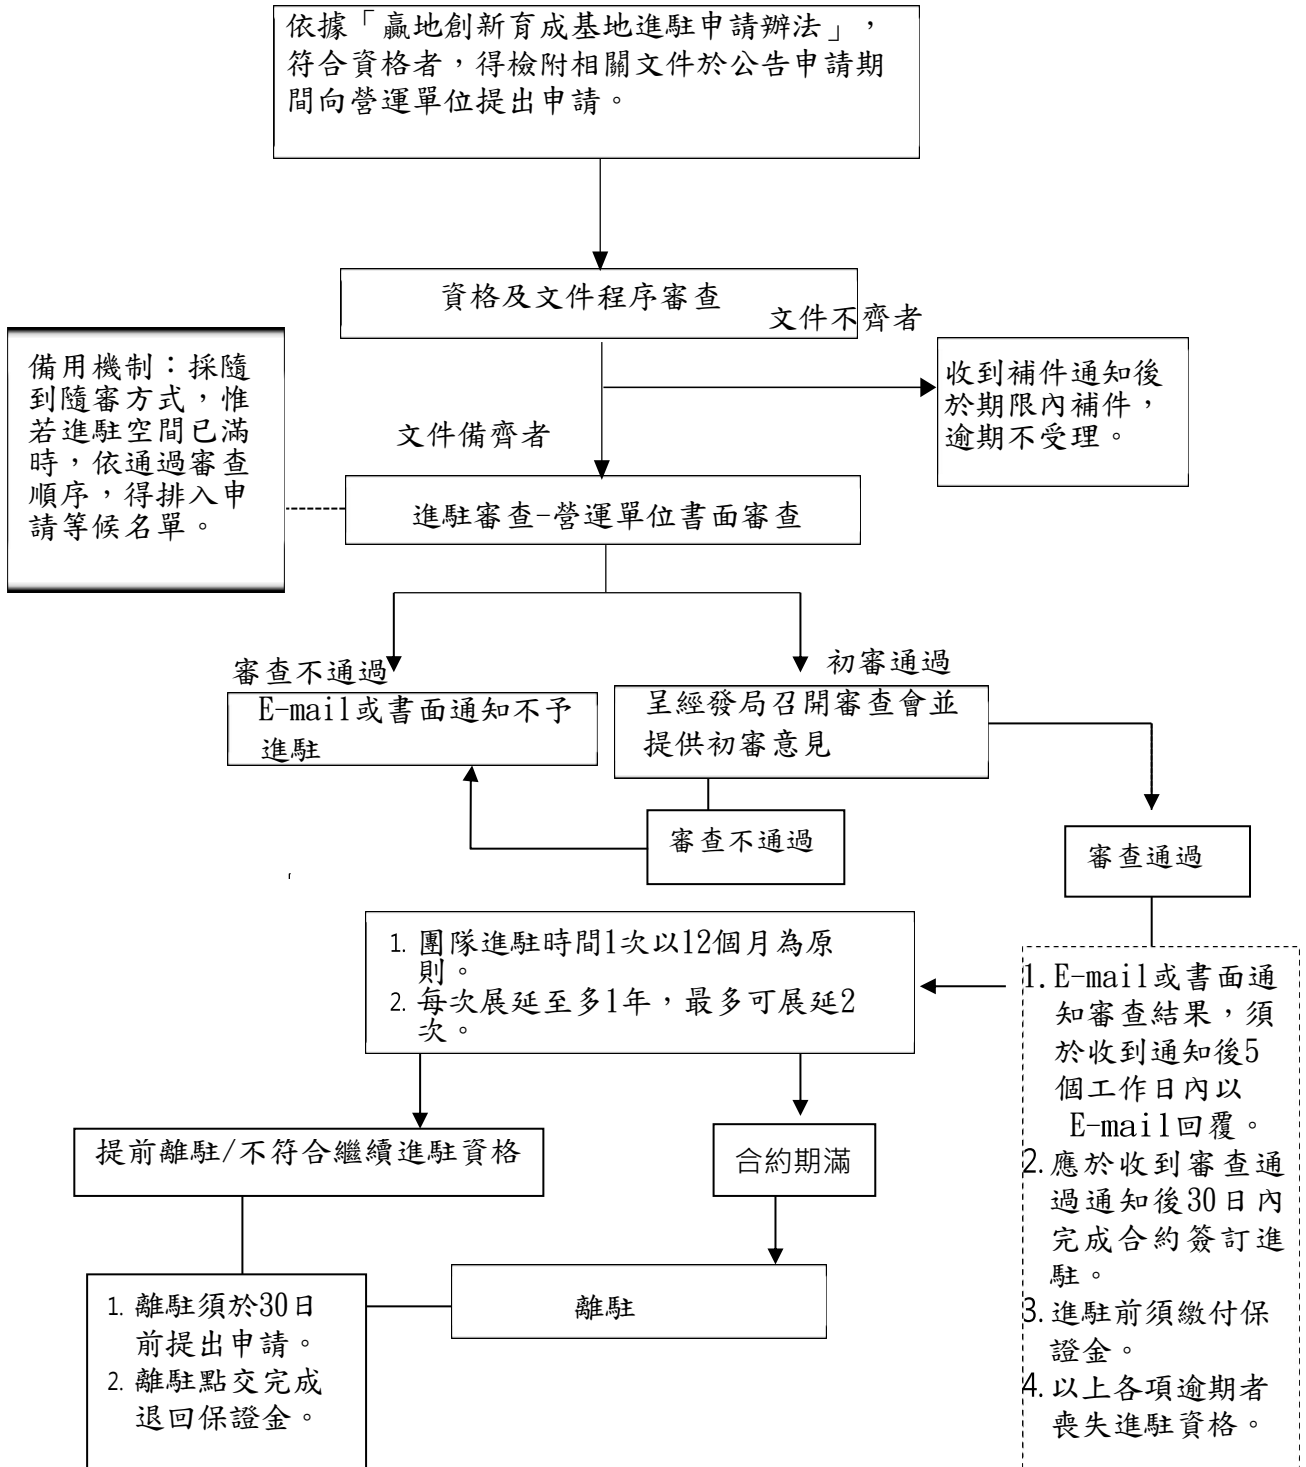 依據「贏地創新育成基地進駐申請辦法」，
符合資格者，得檢附相關文件於公告申請期
間向營運單位提出申請。
資格及文件程序審查
文件不齊者
收到補件通知後
於期限內補件，
逾期不受理。
備用機制：採隨
到隨審方式，惟
若進駐空間已滿
時，依通過審查
順序，得排入申
請等候名單。
文件備齊者
進駐審查-營運單位書面審查
審查不通過
E-mail或書面通知不予
進駐
初審通過
呈經發局召開審查會並
提供初審意見
審查不通過
審查通過
1. 團隊進駐時間1次以12個月為原
則。
2. 每次展延至多1年，最多可展延2
次。
1. E-mail或書面通
知審查結果，須
於收到通知後5
個工作日內以
E-mail回覆。
2. 應於收到審查通
過通知後30日內
完成合約簽訂進
駐。
3. 進駐前須繳付保
證金。
4. 以上各項逾期者
喪失進駐資格。
提前離駐/不符合繼續進駐資格
合約期滿
離駐
1. 離駐須於30日
前提出申請。
2. 離駐點交完成
退回保證金。